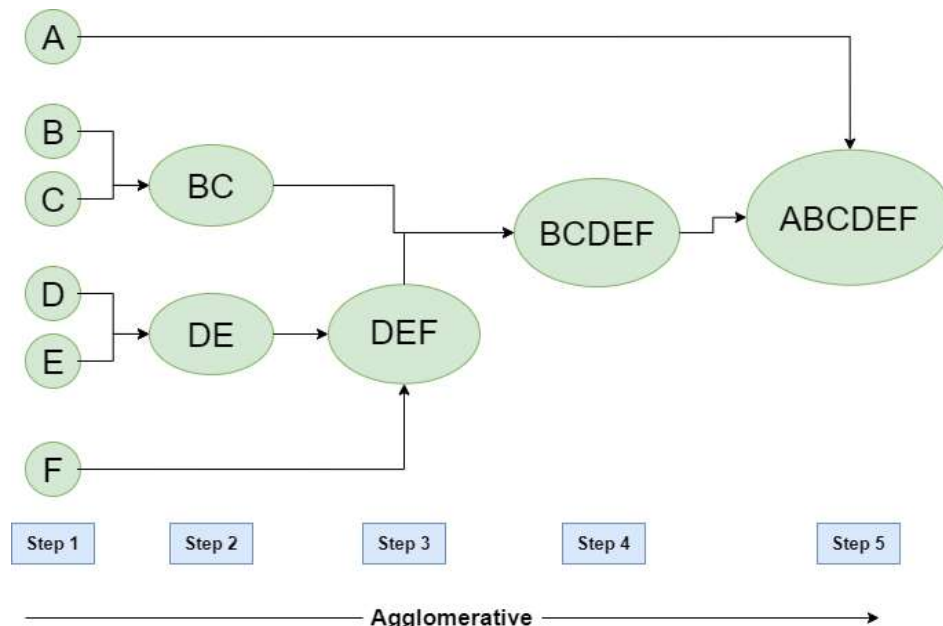 A
B
C
BC
D
E
DE
DEF
F
BCDEF
ABCDEF
Step 1
Step 2
Step 3
Step 4
Step 5
Agglomerative